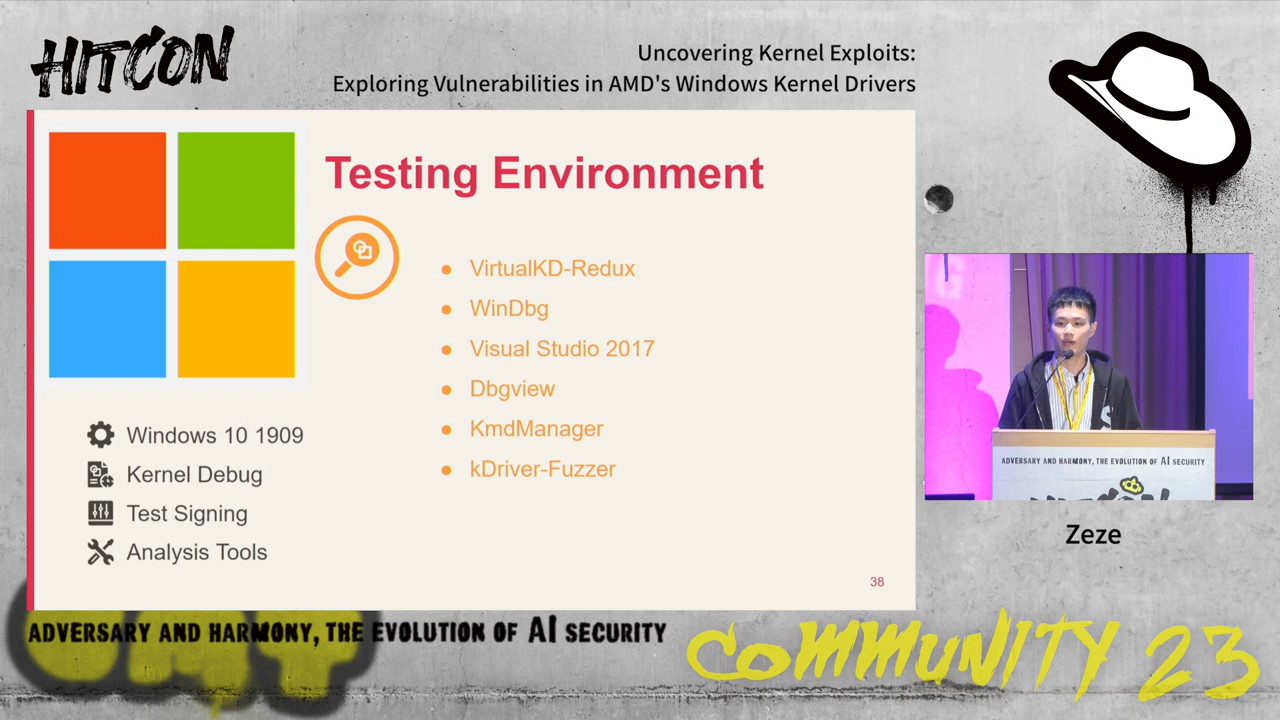 HITCON
Uncovering Kernel Exploits:
Exploring Vulnerabilities in AMD's Windows Kernel Drivers
Testing Environment
VirtualKD-Redux
WinDbg
Visual Studio 2017
Dbgview
KmdManager
kDriver-Fuzzer
Windows 10 1909
Kernel Debug
Test Signing
Analysis Tools
38
ADVERSARY AND HARMONY, THE EVOLUTION OF AI SECURITY
Zeze
ADVERSARY AND HARMONY, THE EVOLUTION OF AI SECURITY
COMMUNITY 23